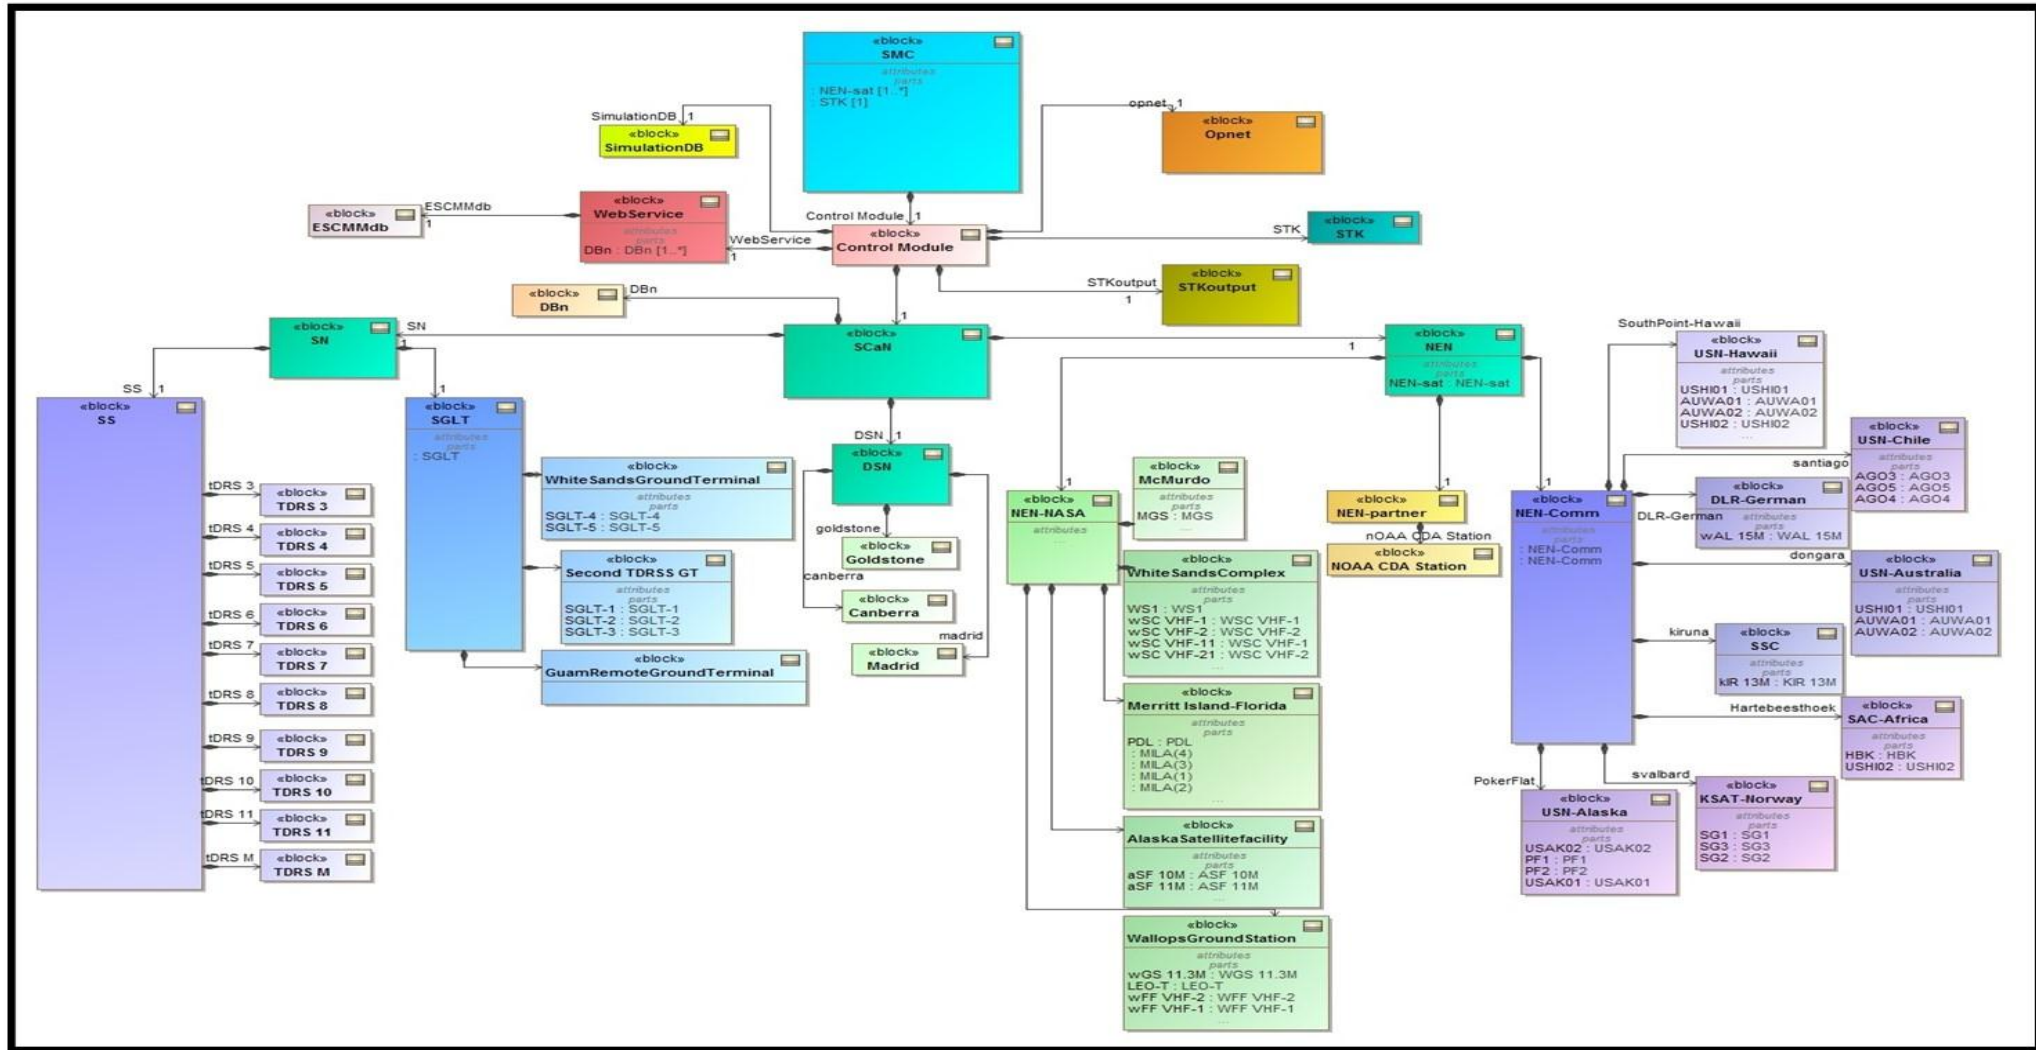 «block»
SMC
attributes
parts
: NEN-sat [1..*]
: STK [1]
SimulationDB
1
«block»
SimulationDB
opnet
1
«block»
Opnet
«block»
ESCMMdb
ESCMMdb
1
«block»
WebService
attributes
parts
DBn : DBn [1..*]
WebService
1
Control Module
1
«block»
Control Module
STK
«block»
STK
STKoutput
1
«block»
STKoutput
«block»
DBn
DBn
1
«block»
SCaN
SN
1
«block»
SN
1
«block»
NEN
attributes
parts
NEN-sat : NEN-sat
SS
1
«block»
SS
tDRS 3
«block»
TDRS 3
tDRS 4
«block»
TDRS 4
tDRS 5
«block»
TDRS 5
tDRS 6
«block»
TDRS 6
tDRS 7
«block»
TDRS 7
tDRS 8
«block»
TDRS 8
tDRS 9
«block»
TDRS 9
tDRS 10
«block»
TDRS 10
tDRS 11
«block»
TDRS 11
tDRS M
«block»
TDRS M
1
«block»
SGLT
attributes
parts
: SGLT
«block»
WhiteSandsGroundTerminal
attributes
parts
SGLT-4 : SGLT-4
SGLT-5 : SGLT-5
«block»
Second TDRSS GT
attributes
parts
SGLT-1 : SGLT-1
SGLT-2 : SGLT-2
SGLT-3 : SGLT-3
«block»
GuamRemoteGroundTerminal
DSN
1
«block»
DSN
goldstone
«block»
Goldstone
canberra
«block»
Canberra
madrid
«block»
Madrid
1
«block»
NEN-NASA
attributes
...
«block»
McMurdo
attributes
parts
MGS : MGS
...
«block»
WhiteSandsComplex
attributes
parts
WS1 : WS1
wSC VHF-1 : WSC VHF-1
wSC VHF-2 : WSC VHF-2
wSC VHF-11 : WSC VHF-1
wSC VHF-21 : WSC VHF-2
...
«block»
Merritt Island-Florida
attributes
parts
PDL : PDL
: MILA(4)
: MILA(3)
: MILA(1)
: MILA(2)
...
«block»
AlaskaSatellitefacility
attributes
parts
aSF 10M : ASF 10M
aSF 11M : ASF 11M
...
«block»
WallopsGroundStation
attributes
parts
wGS 11.3M : WGS 11.3M
LEO-T : LEO-T
wFF VHF-2 : WFF VHF-2
wFF VHF-1 : WFF VHF-1
...
1
«block»
NEN-partner
nOAA CDA Station
«block»
NOAA CDA Station
1
«block»
NEN-Comm
attributes
parts
: NEN-Comm
: NEN-Comm
SouthPoint-Hawaii
«block»
USN-Hawaii
attributes
parts
USHI01 : USHI01
AUWA01 : AUWA01
AUWA02 : AUWA02
USHI02 : USHI02
...
santiago
«block»
USN-Chile
attributes
parts
AGO3 : AGO3
AGO5 : AGO5
AGO4 : AGO4
DLR-German
«block»
DLR-German
attributes
parts
wAL 15M : WAL 15M
dongara
«block»
USN-Australia
attributes
parts
USHI01 : USHI01
AUWA01 : AUWA01
AUWA02 : AUWA02
kiruna
«block»
SSC
attributes
parts
kIR 13M : KIR 13M
Hartebeesthoek
«block»
SAC-Africa
attributes
parts
HBK : HBK
USHI02 : USHI02
PokerFlat
«block»
USN-Alaska
attributes
parts
USAK02 : USAK02
PF1 : PF1
PF2 : PF2
USAK01 : USAK01
svalbard
«block»
KSAT-Norway
attributes
parts
SG1 : SG1
SG3 : SG3
SG2 : SG2